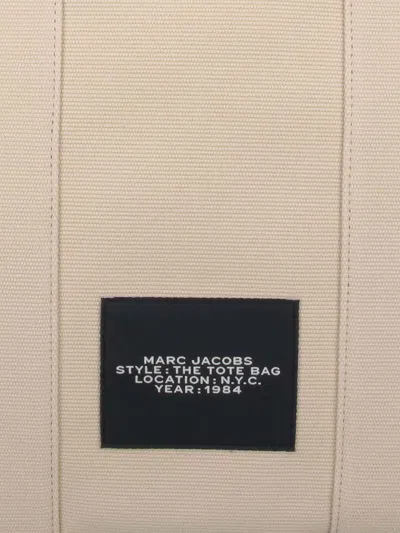 MARC JACOBS
STYLE : THE TOTE BAG
LOCATION : N.Y.C.
YEAR : 1984